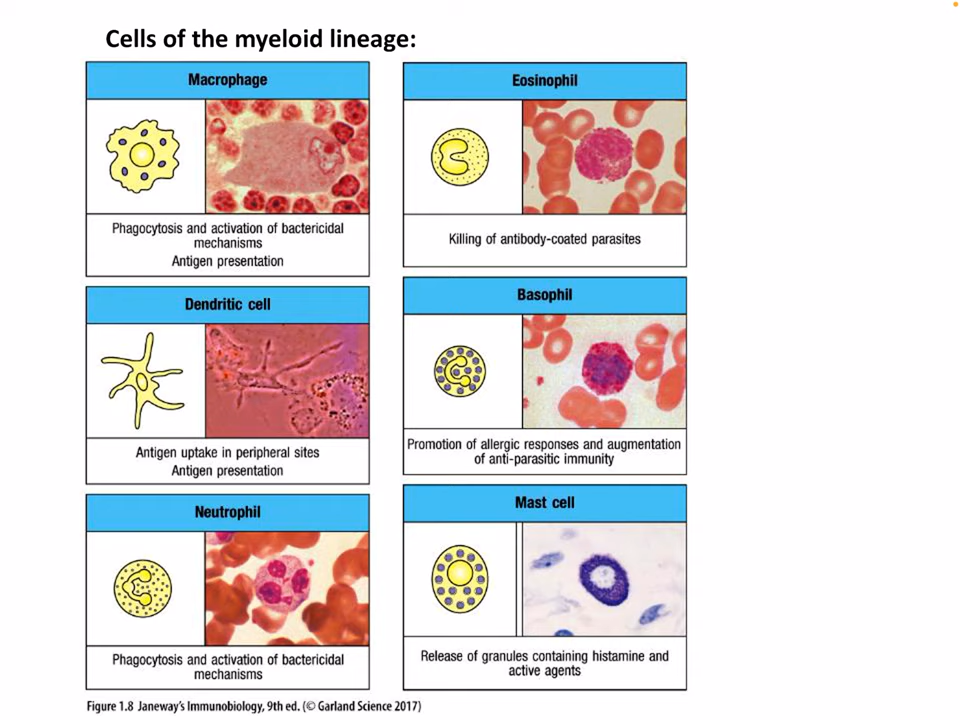 Cells of the myeloid lineage:
Macrophage
Phagocytosis and activation of bactericidal
mechanisms
Antigen presentation
Dendritic cell
Antigen uptake in peripheral sites
Antigen presentation
Neutrophil
Phagocytosis and activation of bactericidal
mechanisms
Eosinophil
Killing of antibody-coated parasites
Basophil
Promotion of allergic responses and augmentation
of anti-parasitic immunity
Mast cell
Release of granules containing histamine and
active agents
Figure 1.8 Janeway's Immunobiology, 9th ed. (© Garland Science 2017)